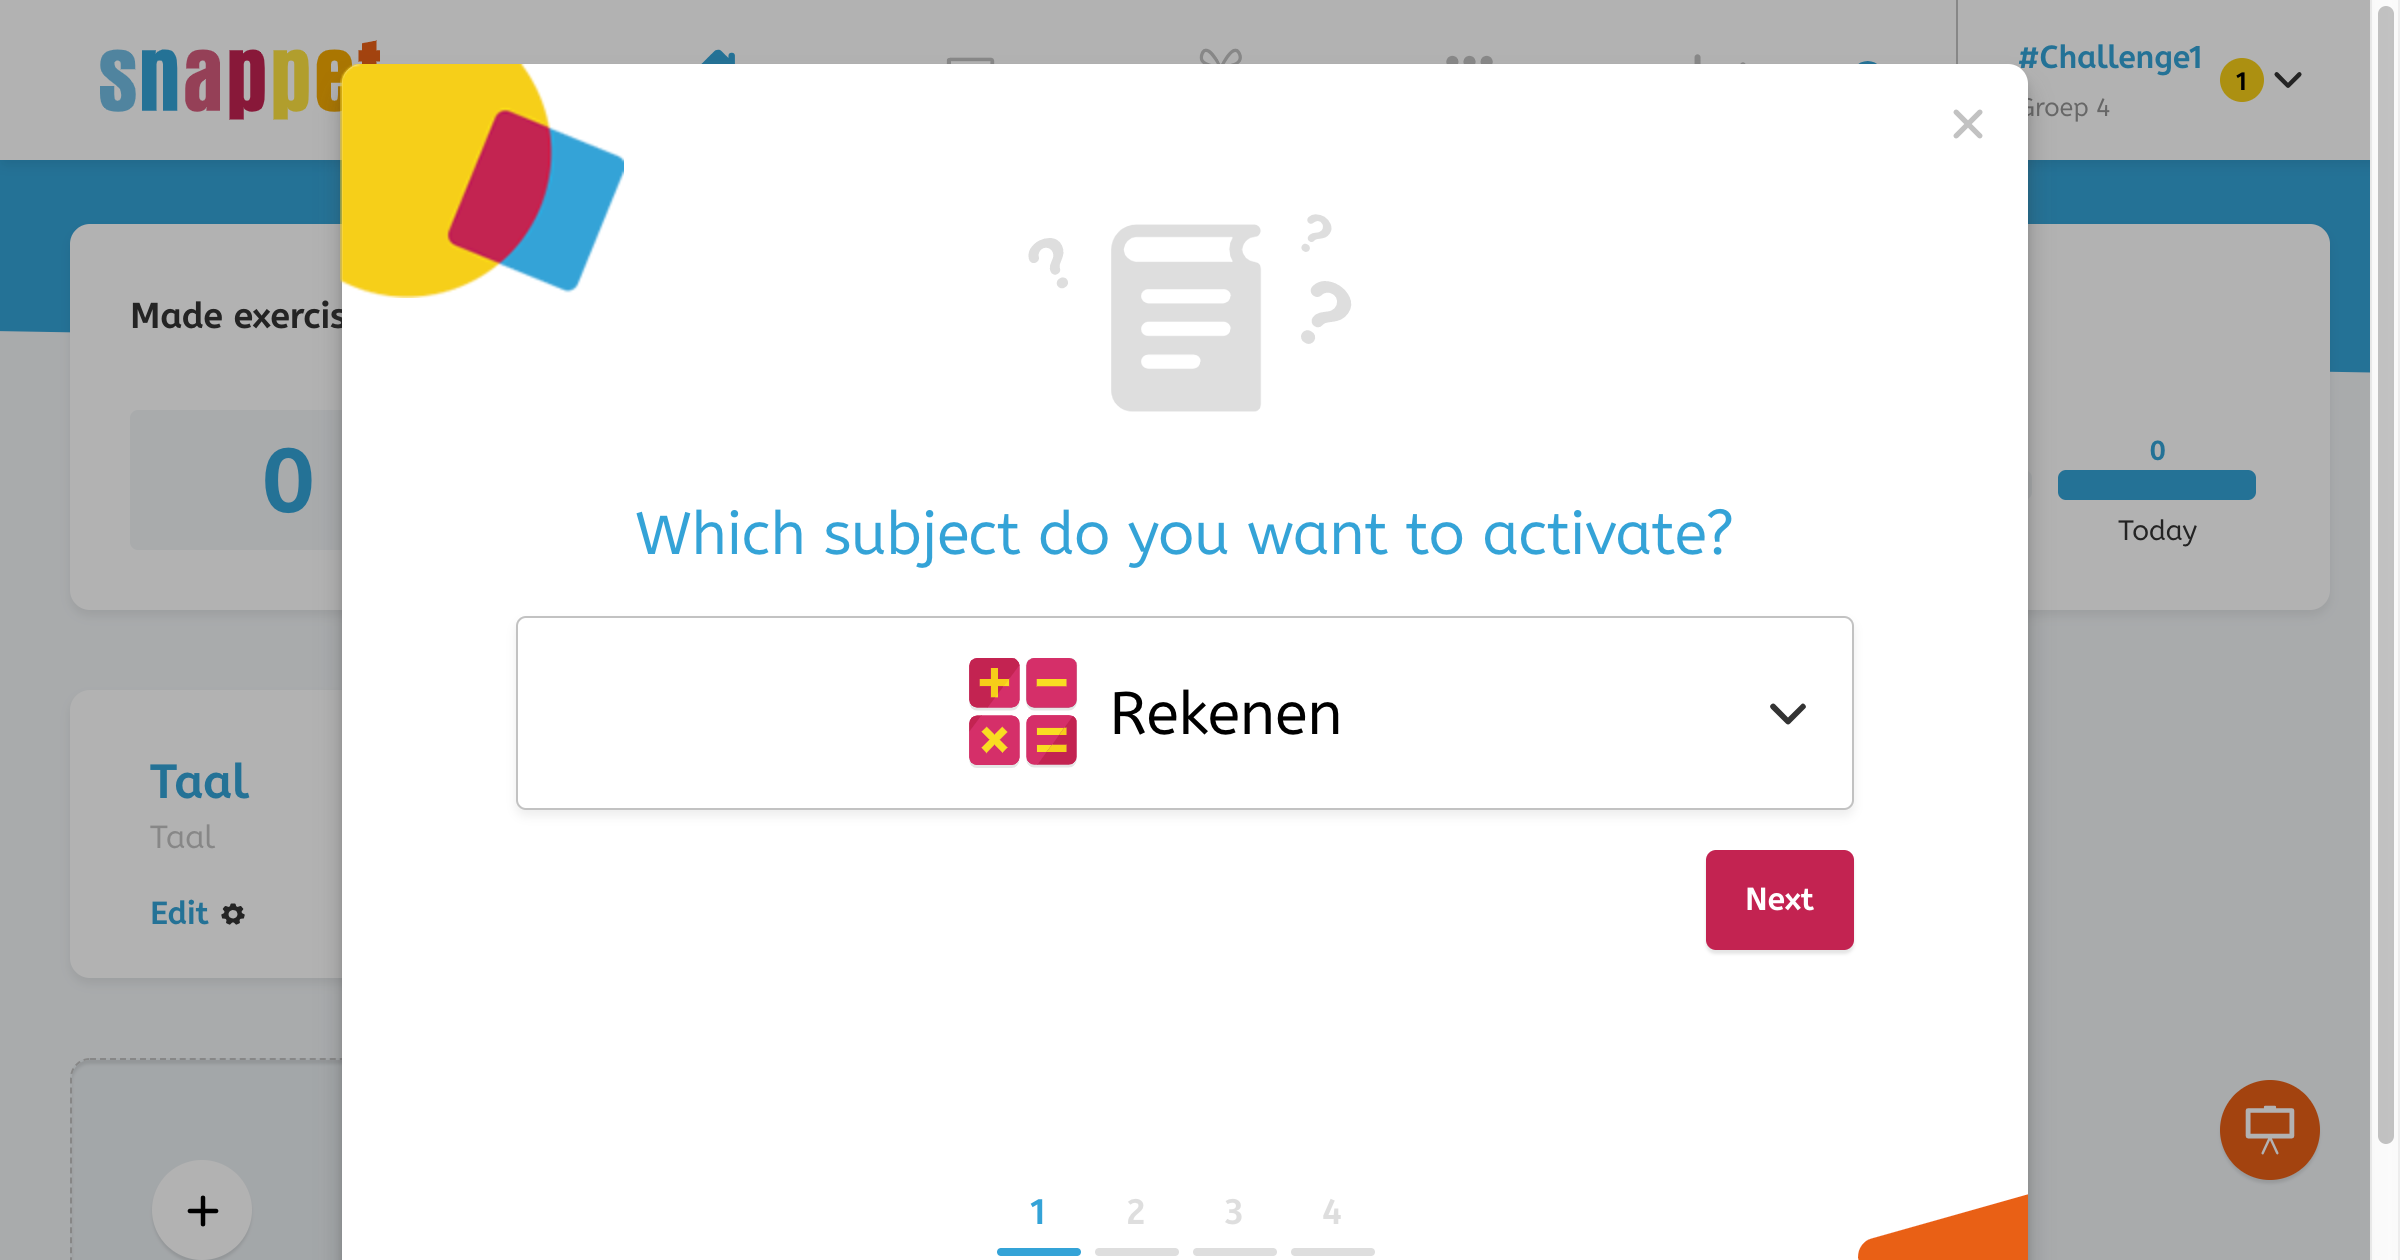 snappet
#Challenge1
Groep 4
1
Made exercis
0
0
Today
Which subject do you want to activate?
Rekenen
Next
Taal
Taal
Edit
1 2 3 4